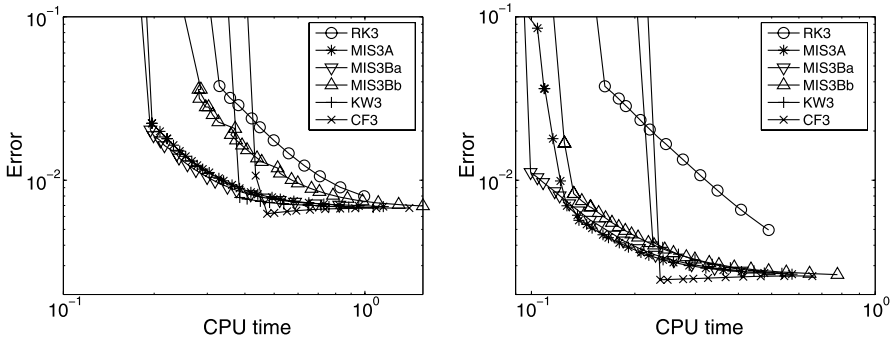 10^-1
10^-2
Error
10^-1
10^0
CPU time
RK3
MIS3A
MIS3Ba
MIS3Bb
KW3
CF3
10^-1
10^-2
Error
10^-1
10^0
CPU time
RK3
MIS3A
MIS3Ba
MIS3Bb
KW3
CF3